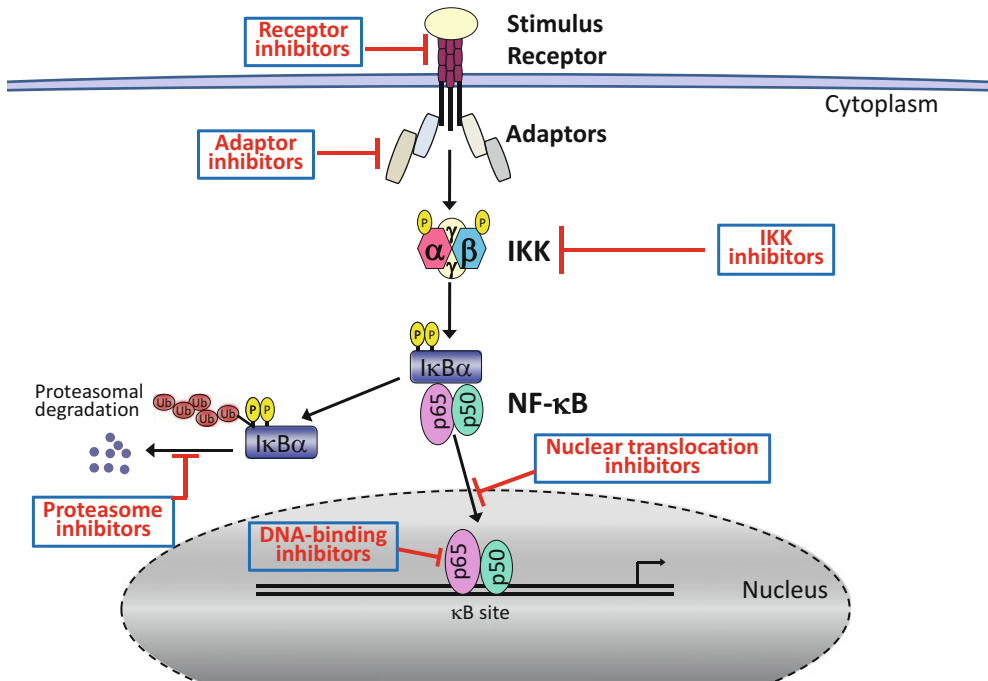 Receptor
inhibitors
Stimulus
Receptor
Cytoplasm
Adaptor
inhibitors
Adaptors
P
P
γ
α
β
γ
IKK
IKK
inhibitors
P
P
IκBα
p65
p50
NF-κB
Proteasomal
degradation
Ub
Ub
Ub
Ub
Ub
P
P
IκBα
Nuclear translocation
inhibitors
Proteasome
inhibitors
DNA-binding
inhibitors
p65
p50
Nucleus
κB site